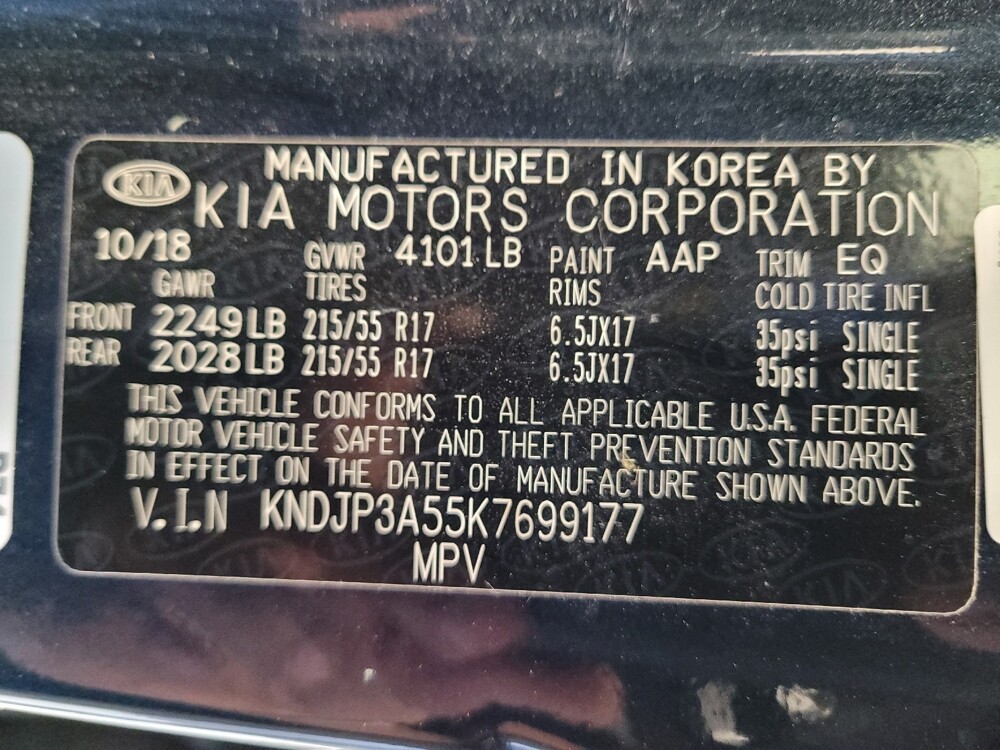 KIA MANUFACTURED IN KOREA BY
KIA MOTORS CORPORATION
10/18 GVWR 4101 LB PAINT AAP TRIM EQ
GAWR TIRES RIMS COLD TIRE INFL
FRONT 2249 LB 215/55 R17 6.5JX17 35psi SINGLE
REAR 2028 LB 215/55 R17 6.5JX17 35psi SINGLE
THIS VEHICLE CONFORMS TO ALL APPLICABLE U.S.A. FEDERAL
MOTOR VEHICLE SAFETY AND THEFT PREVENTION STANDARDS
IN EFFECT ON THE DATE OF MANUFACTURE SHOWN ABOVE.
V.I.N KNDJP3A55K7699177
MPV